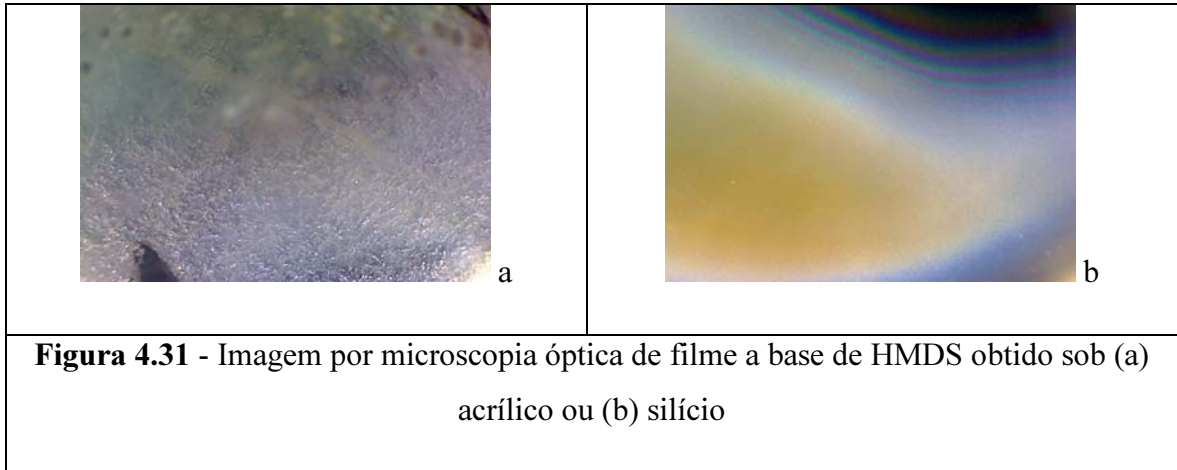 a
b
Figura 4.31 - Imagem por microscopia óptica de filme a base de HMDS obtido sob (a)
acrílico ou (b) silício